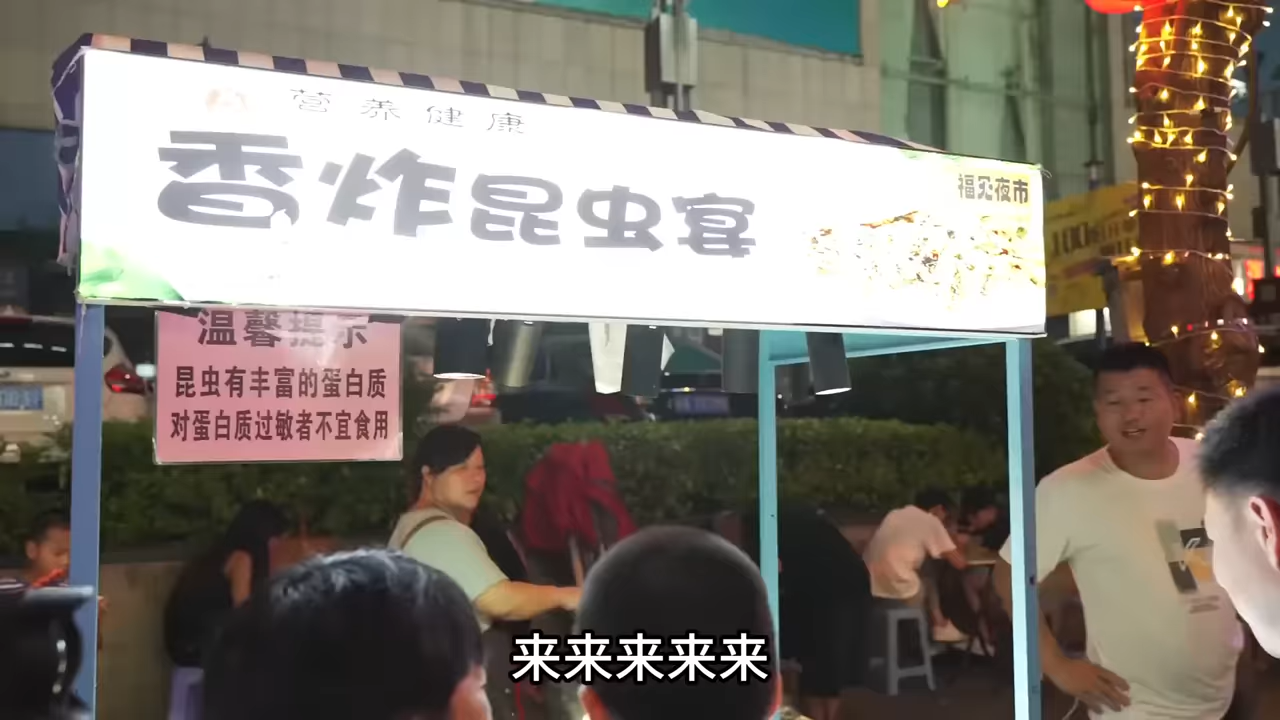 营养健康
香炸昆虫宴
福田夜市
温馨提示
昆虫有丰富的蛋白质
对蛋白质过敏者不宜食用
来来来来来